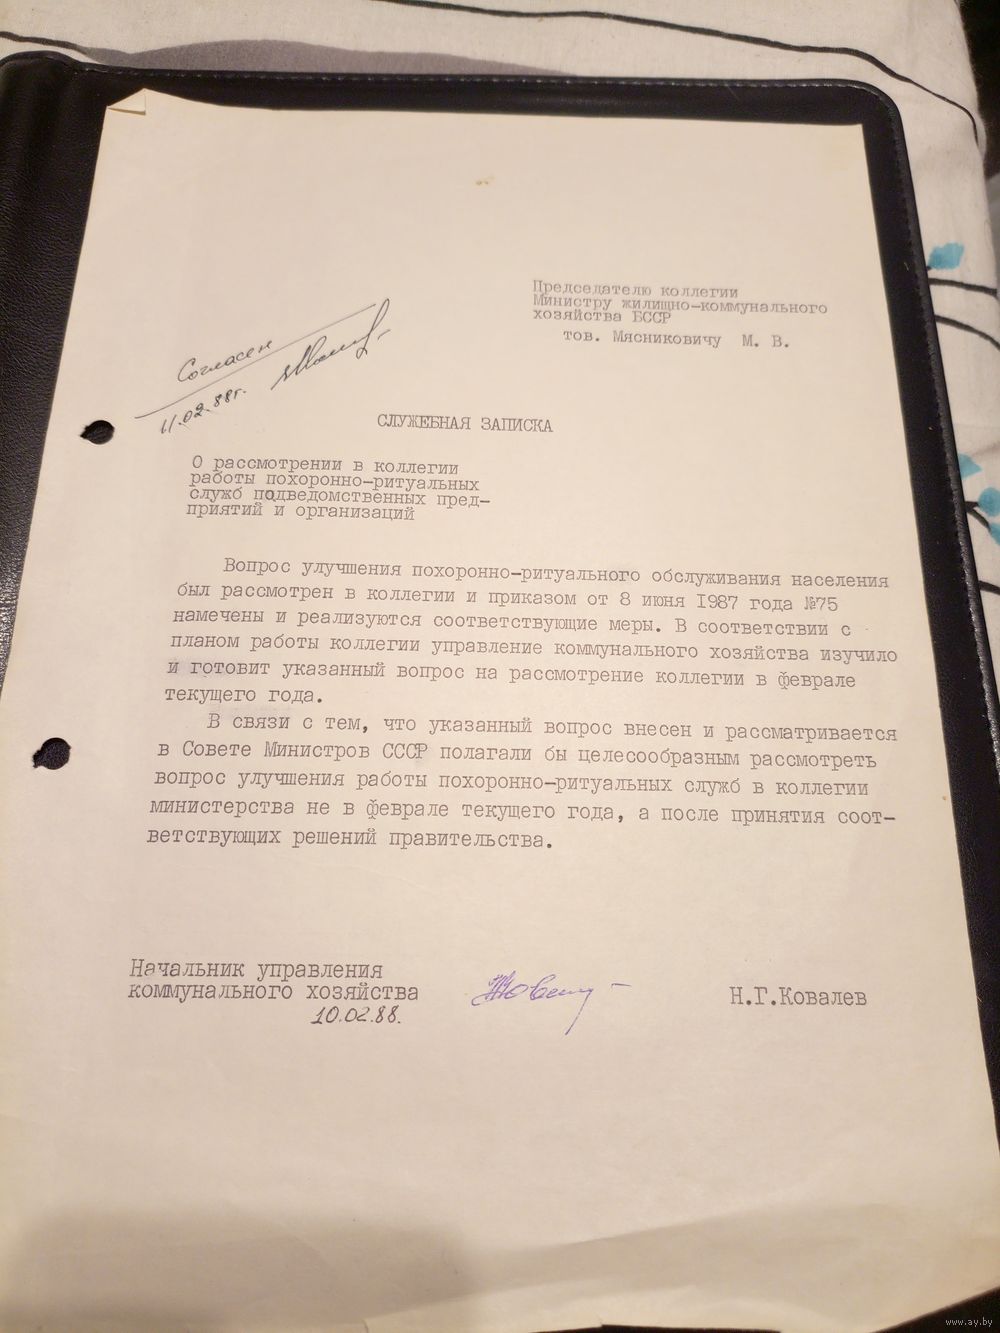 Председателю коллегии
Министру жилищно-коммунального
хозяйства БССР
тов. Мясниковичу М. В.
Согласен
11.02.88г.
СЛУЖЕБНАЯ ЗАПИСКА
О рассмотрении в коллегии
работы похоронно-ритуальных
служб подведомственных пред-
приятий и организаций
Вопрос улучшения похоронно-ритуального обслуживания населения
был рассмотрен в коллегии и приказом от 8 июня I987 года №75
намечены и реализуются соответствующие меры. В соответствии с
планом работы коллегии управление коммунального хозяйства изучило
и готовит указанный вопрос на рассмотрение коллегии в феврале
текущего года.
В связи с тем, что указанный вопрос внесен и рассматривается
в Совете Министров СССР полагали бы целесообразным рассмотреть
вопрос улучшения работы похоронно-ритуальных служб в коллегии
министерства не в феврале текущего года, а после принятия соот-
ветствующих решений правительства.
Начальник управления
коммунального хозяйства
Н.Г.Ковалев
10.02.88.
www.ay.by